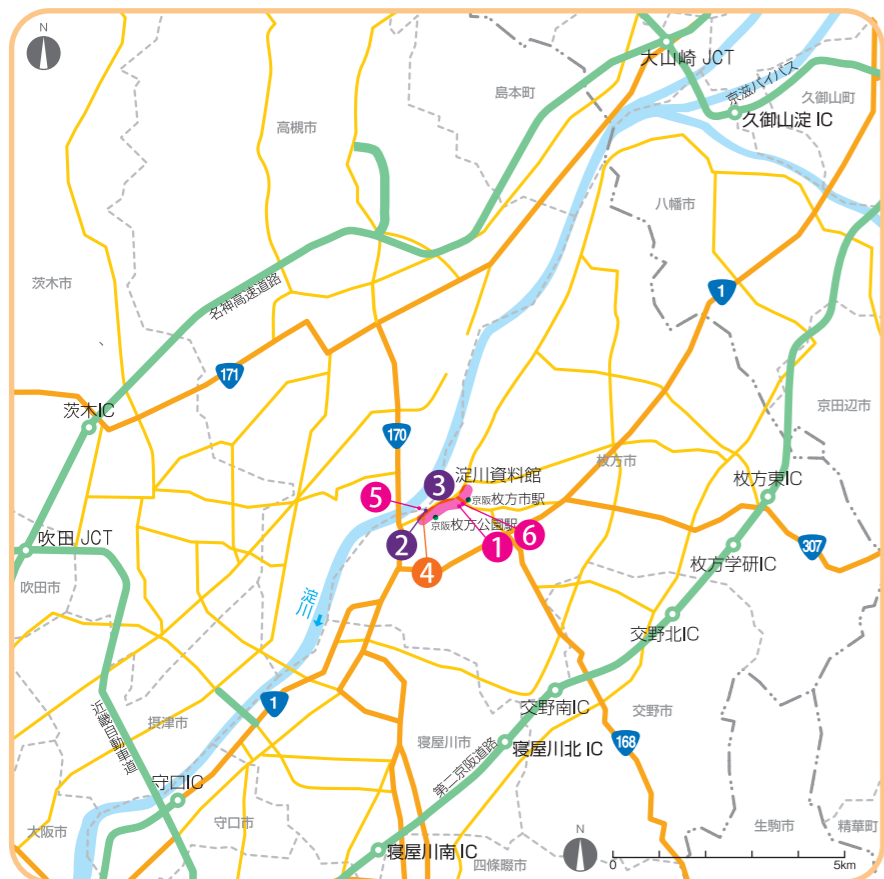 N
大山崎 JCT
京滋バイパス
久御山町
島本町
久御山淀 IC
高槻市
八幡市
茨木市
名神高速道路
1
171
茨木IC
京田辺市
170
淀川資料館
枚方市
枚方東IC
3
5
京阪枚方市駅
京阪枚方公園駅
2
1
6
307
吹田 JCT
枚方学研IC
4
吹田市
淀川
交野北IC
1
交野南IC
交野市
近畿自動車道
摂津市
寝屋川市
寝屋川北 IC
168
第二京阪道路
守口IC
守口市
大阪市
生駒市
精華町
N
寝屋川南 IC
四條畷市
0
5km